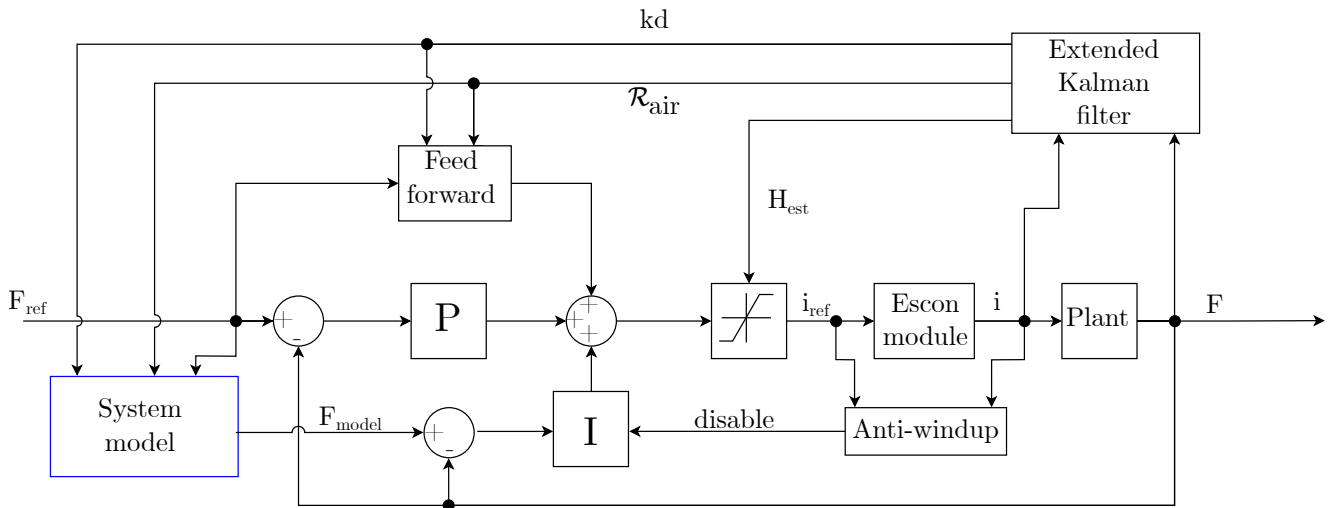 kd
Extended
Kalman
filter
ℛair
Feed
forward
Hest
Fref
+
-
P
+
+
+
iref
Escon
module
i
Plant
F
System
model
Fmodel
+
-
I
disable
Anti-windup